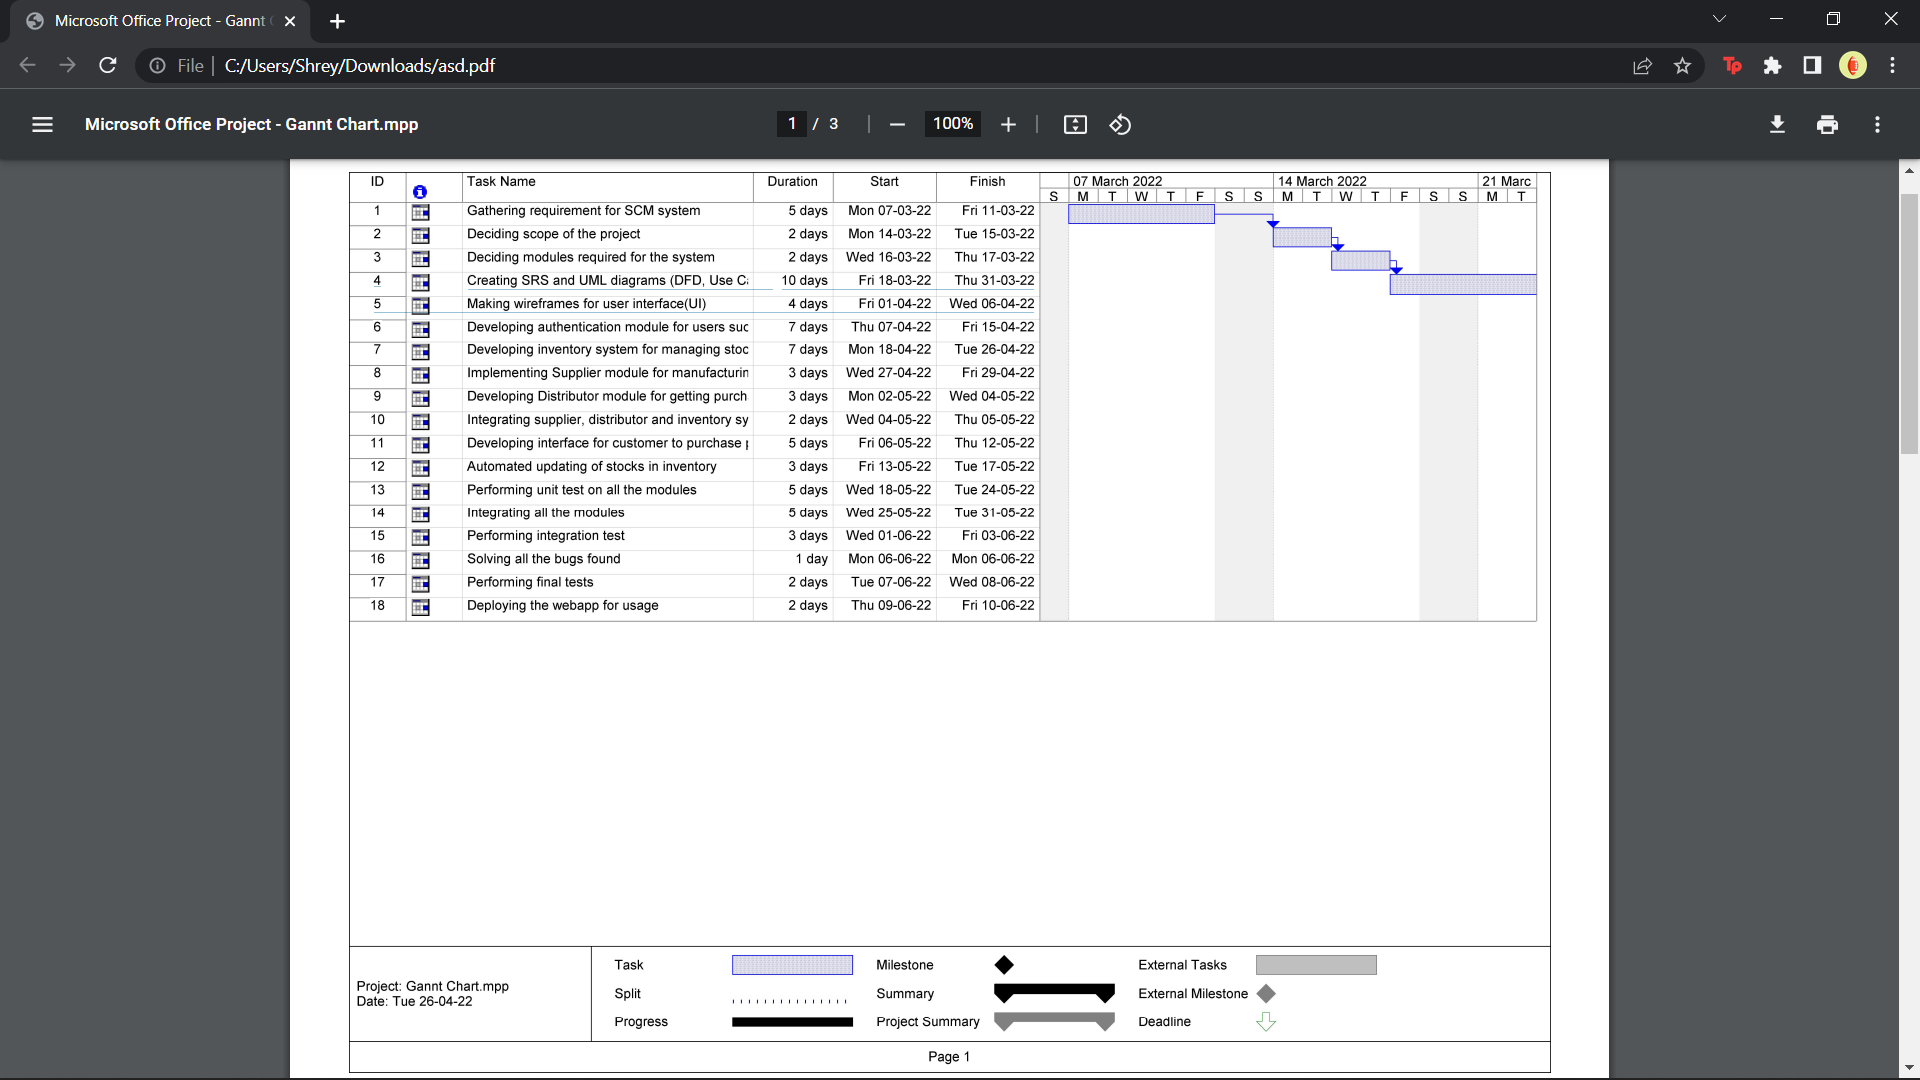 Microsoft Office Project - Gannt C
File | C:/Users/Shrey/Downloads/asd.pdf
Tp
Microsoft Office Project - Gannt Chart.mpp
1 / 3
100%
ID Task Name Duration Start Finish 07 March 2022 14 March 2022 21 Marc
S M T W T F S S M T W T F S S M T
1 Gathering requirement for SCM system 5 days Mon 07-03-22 Fri 11-03-22
2 Deciding scope of the project 2 days Mon 14-03-22 Tue 15-03-22
3 Deciding modules required for the system 2 days Wed 16-03-22 Thu 17-03-22
4 Creating SRS and UML diagrams (DFD, Use Ca 10 days Fri 18-03-22 Thu 31-03-22
5 Making wireframes for user interface(UI) 4 days Fri 01-04-22 Wed 06-04-22
6 Developing authentication module for users suc 7 days Thu 07-04-22 Fri 15-04-22
7 Developing inventory system for managing stoc 7 days Mon 18-04-22 Tue 26-04-22
8 Implementing Supplier module for manufacturin 3 days Wed 27-04-22 Fri 29-04-22
9 Developing Distributor module for getting purch 3 days Mon 02-05-22 Wed 04-05-22
10 Integrating supplier, distributor and inventory sy 2 days Wed 04-05-22 Thu 05-05-22
11 Developing interface for customer to purchase p 5 days Fri 06-05-22 Thu 12-05-22
12 Automated updating of stocks in inventory 3 days Fri 13-05-22 Tue 17-05-22
13 Performing unit test on all the modules 5 days Wed 18-05-22 Tue 24-05-22
14 Integrating all the modules 5 days Wed 25-05-22 Tue 31-05-22
15 Performing integration test 3 days Wed 01-06-22 Fri 03-06-22
16 Solving all the bugs found 1 day Mon 06-06-22 Mon 06-06-22
17 Performing final tests 2 days Tue 07-06-22 Wed 08-06-22
18 Deploying the webapp for usage 2 days Thu 09-06-22 Fri 10-06-22
Project: Gannt Chart.mpp
Date: Tue 26-04-22
Task Milestone External Tasks
Split Summary External Milestone
Progress Project Summary Deadline
Page 1